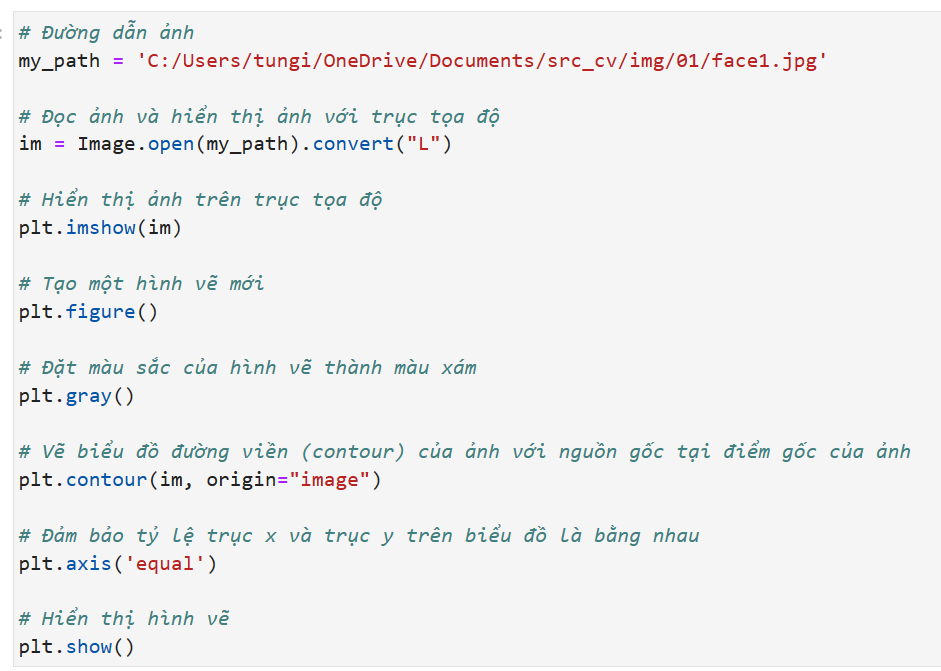 # Đường dẫn ảnh
my_path = 'C:/Users/tungi/OneDrive/Documents/src_cv/img/01/face1.jpg'
# Đọc ảnh và hiển thị ảnh với trục tọa độ
im = Image.open(my_path).convert("L")
# Hiển thị ảnh trên trục tọa độ
plt.imshow(im)
# Tạo một hình vẽ mới
plt.figure()
# Đặt màu sắc của hình vẽ thành màu xám
plt.gray()
# Vẽ biểu đồ đường viền (contour) của ảnh với nguồn gốc tại điểm gốc của ảnh
plt.contour(im, origin="image")
# Đảm bảo tỷ lệ trục x và trục y trên biểu đồ là bằng nhau
plt.axis('equal')
# Hiển thị hình vẽ
plt.show()